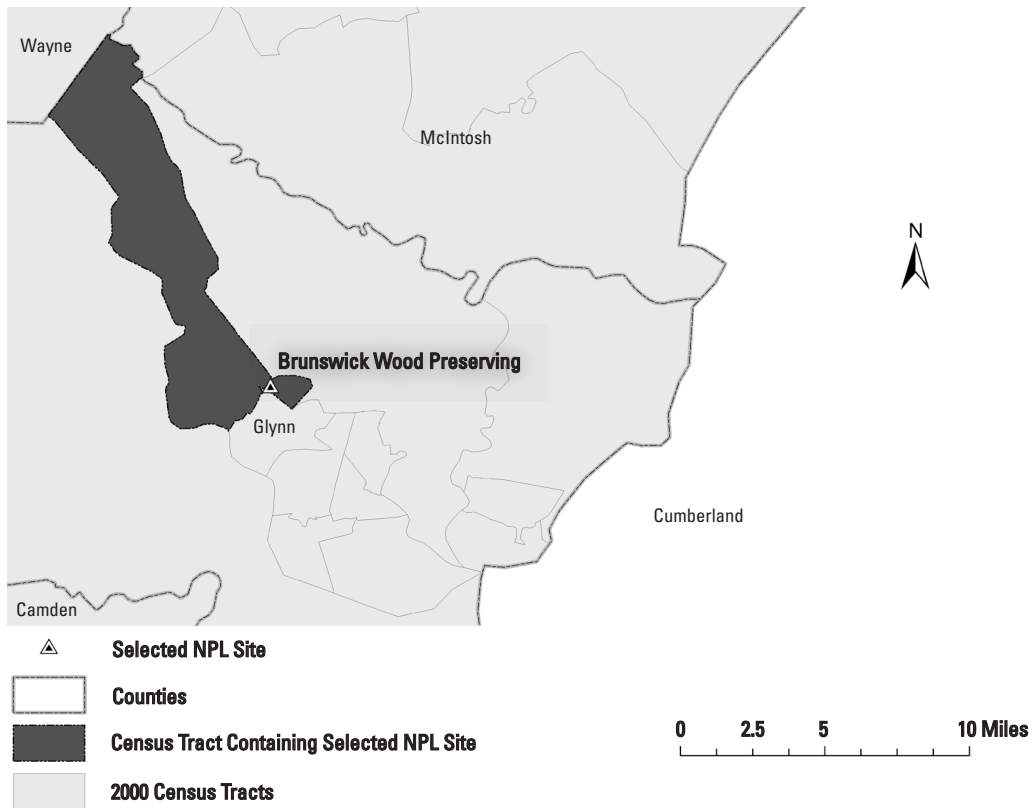 Wayne
McIntosh
N
Brunswick Wood Preserving
Glynn
Cumberland
Camden
Selected NPL Site
Counties
Census Tract Containing Selected NPL Site
2000 Census Tracts
0 2.5 5 10 Miles